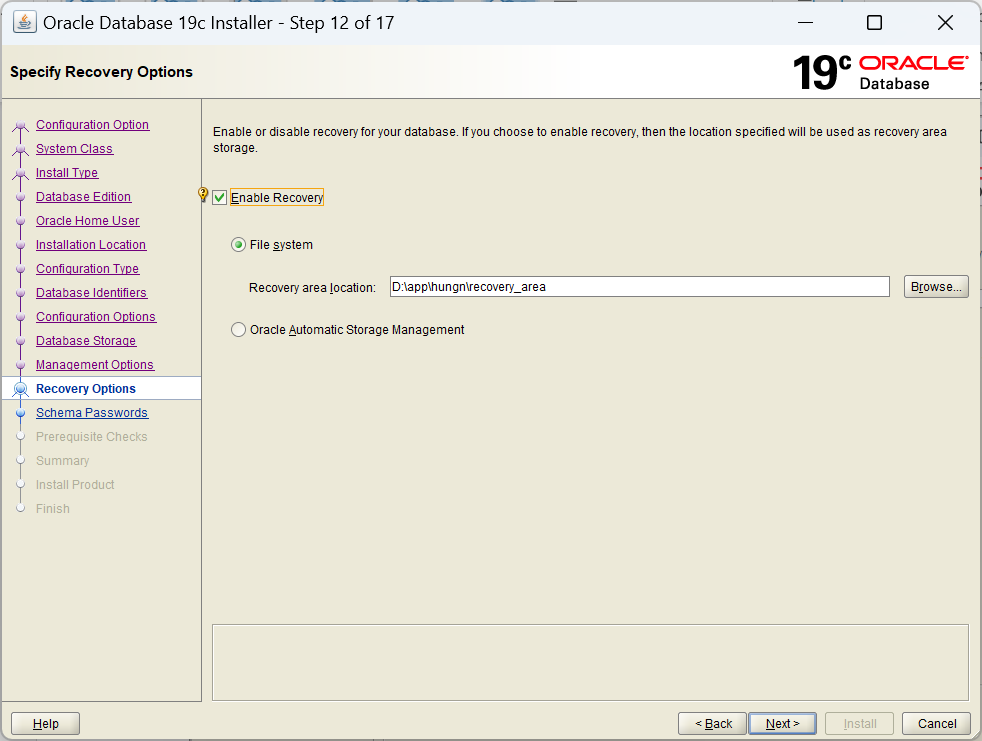 Oracle Database 19c Installer - Step 12 of 17
Specify Recovery Options
19c ORACLE
Database
Configuration Option
System Class
Install Type
Database Edition
Oracle Home User
Installation Location
Configuration Type
Database Identifiers
Configuration Options
Database Storage
Management Options
Recovery Options
Schema Passwords
Prerequisite Checks
Summary
Install Product
Finish
Enable or disable recovery for your database. If you choose to enable recovery, then the location specified will be used as recovery area
storage.
Enable Recovery
File system
Recovery area location: D:\app\hungn\recovery_area Browse...
Oracle Automatic Storage Management
Help < Back Next > Install Cancel